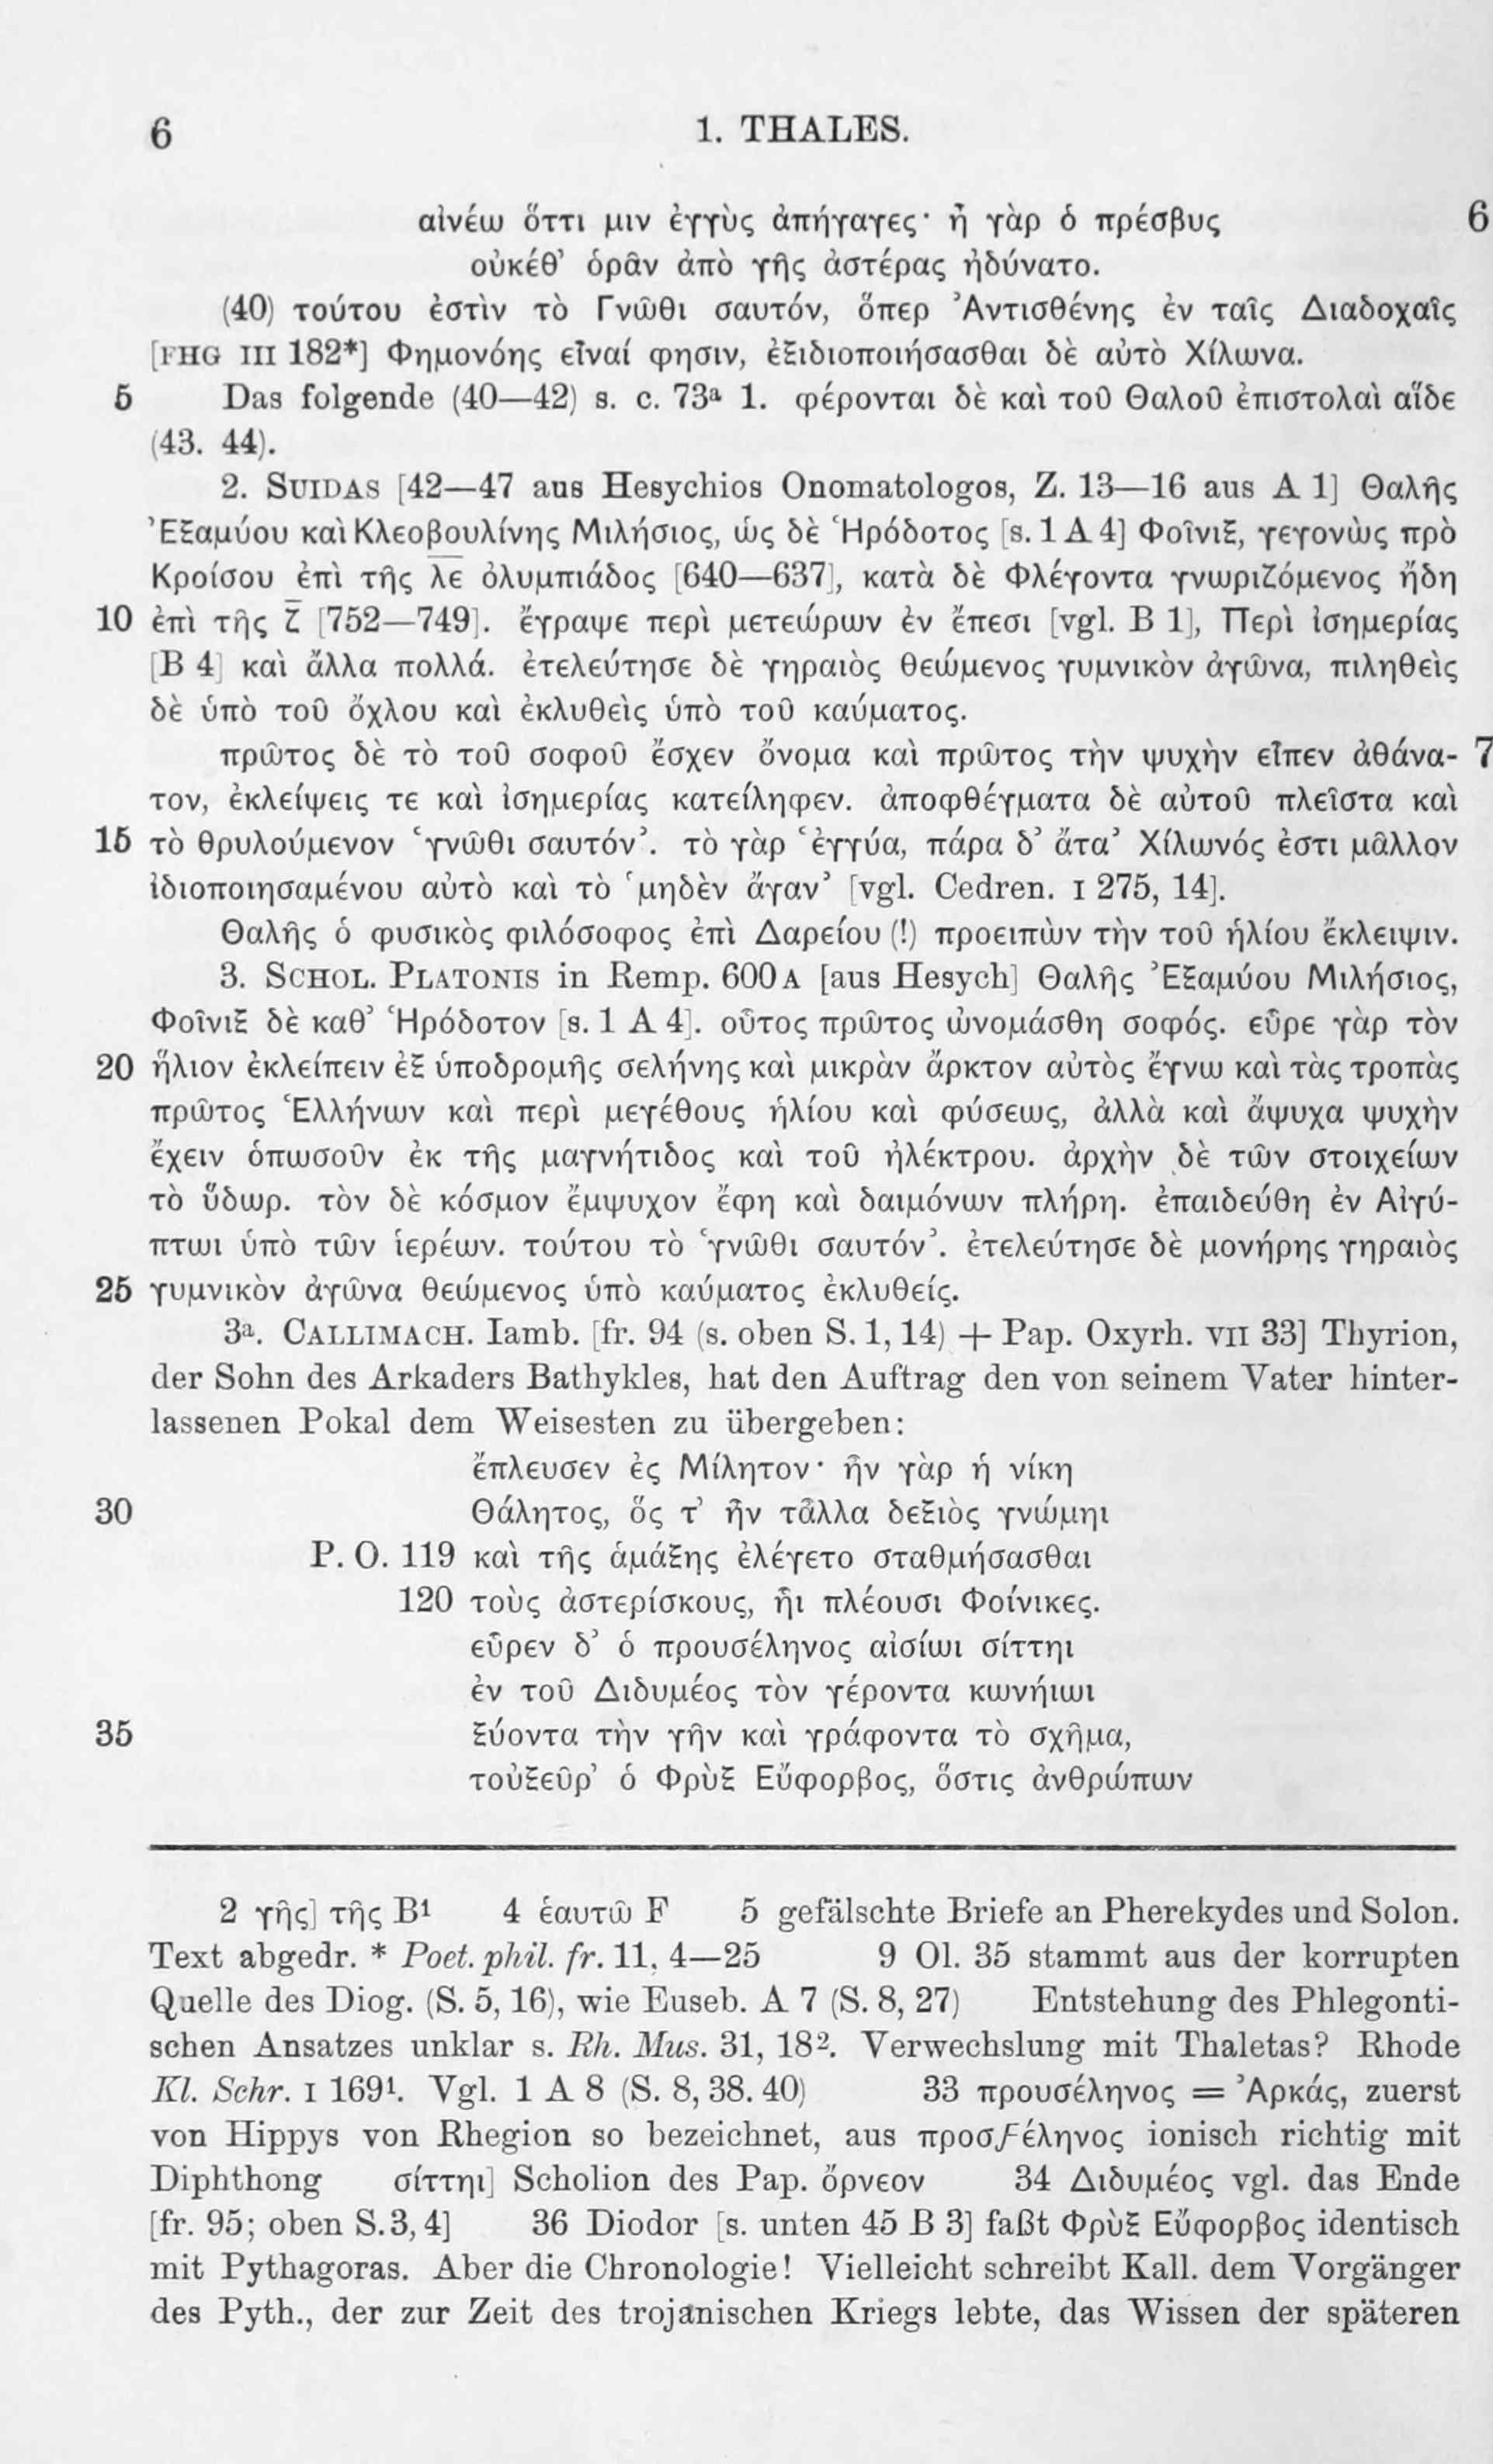 6 1. THALES.
αἰνέω ὅττι μιν ἐγγὺς ἀπήγαγες· ἦ γὰρ ὁ πρέσβυς 6
οὐκέθ’ ὁρᾶν ἀπὸ γῆς ἀστέρας ἠδύνατο.
(40) τούτου ἐστὶν τὸ Γνῶθι σαυτόν, ὅπερ Ἀντισθένης ἐν ταῖς Διαδοχαῖς
[FHG III 182*] Φημονόης εἶναί φησιν, ἐξιδιοποιήσασθαι δὲ αὐτὸ Χίλωνα.
5 Das folgende (40—42) s. c. 73ᵃ 1. φέρονται δὲ καὶ τοῦ Θαλοῦ ἐπιστολαὶ αἵδε
(43. 44).
2. SUIDAS [42—47 aus Hesychios Onomatologos, Z. 13—16 aus A 1] Θαλῆς
Ἐξαμύου καὶ Κλεοβουλίνης Μιλήσιος, ὡς δὲ Ἡρόδοτος [s. 1 A 4] Φοῖνιξ, γεγονὼς πρὸ
Κροίσου ἐπὶ τῆς λ̅ε̅ ὀλυμπιάδος [640—637], κατὰ δὲ Φλέγοντα γνωριζόμενος ἤδη
10 ἐπὶ τῆς ζ̅ [752—749]. ἔγραψε περὶ μετεώρων ἐν ἔπεσι [vgl. B 1], Περὶ ἰσημερίας
[B 4] καὶ ἄλλα πολλά. ἐτελεύτησε δὲ γηραιὸς θεώμενος γυμνικὸν ἀγῶνα, πιληθεὶς
δὲ ὑπὸ τοῦ ὄχλου καὶ ἐκλυθεὶς ὑπὸ τοῦ καύματος.
πρῶτος δὲ τὸ τοῦ σοφοῦ ἔσχεν ὄνομα καὶ πρῶτος τὴν ψυχὴν εἶπεν ἀθάνα- 7
τον, ἐκλείψεις τε καὶ ἰσημερίας κατείληφεν. ἀποφθέγματα δὲ αὐτοῦ πλεῖστα καὶ
15 τὸ θρυλούμενον ‘γνῶθι σαυτόν’. τὸ γὰρ ‘ἐγγύα, πάρα δ’ ἄτα’ Χίλωνός ἐστι μᾶλλον
ἰδιοποιησαμένου αὐτὸ καὶ τὸ ‘μηδὲν ἄγαν’ [vgl. Cedren. I 275, 14].
Θαλῆς ὁ φυσικὸς φιλόσοφος ἐπὶ Δαρείου (!) προειπὼν τὴν τοῦ ἡλίου ἔκλειψιν.
3. SCHOL. PLATONIS in Remp. 600 A [aus Hesych] Θαλῆς Ἐξαμύου Μιλήσιος,
Φοῖνιξ δὲ καθ’ Ἡρόδοτον [s. 1 A 4]. οὗτος πρῶτος ὠνομάσθη σοφός. εὗρε γὰρ τὸν
20 ἥλιον ἐκλείπειν ἐξ ὑποδρομῆς σελήνης καὶ μικρὰν ἄρκτον αὐτὸς ἔγνω καὶ τὰς τροπὰς
πρῶτος Ἑλλήνων καὶ περὶ μεγέθους ἡλίου καὶ φύσεως, ἀλλὰ καὶ ἄψυχα ψυχὴν
ἔχειν ὁπωσοῦν ἐκ τῆς μαγνήτιδος καὶ τοῦ ἠλέκτρου. ἀρχὴν δὲ τῶν στοιχείων
τὸ ὕδωρ. τὸν δὲ κόσμον ἔμψυχον ἔφη καὶ δαιμόνων πλήρη. ἐπαιδεύθη ἐν Αἰγύ-
πτωι ὑπὸ τῶν ἱερέων. τούτου τὸ ‘γνῶθι σαυτόν’. ἐτελεύτησε δὲ μονήρης γηραιὸς
25 γυμνικὸν ἀγῶνα θεώμενος ὑπὸ καύματος ἐκλυθείς.
3ᵃ. CALLIMACH. Iamb. [fr. 94 (s. oben S. 1, 14) + Pap. Oxyrh. VII 33] Thyrion,
der Sohn des Arkaders Bathykles, hat den Auftrag den von seinem Vater hinter-
lassenen Pokal dem Weisesten zu übergeben:
ἔπλευσεν ἐς Μίλητον· ἦν γὰρ ἡ νίκη
30 Θάλητος, ὅς τ’ ἦν τἆλλα δεξιὸς γνώμηι
P. O. 119 καὶ τῆς ἁμάξης ἐλέγετο σταθμήσασθαι
120 τοὺς ἀστερίσκους, ἧι πλέουσι Φοίνικες.
εὗρεν δ’ ὁ προυσέληνος αἰσίωι σίττηι
ἐν τοῦ Διδυμέος τὸν γέροντα κωνήιωι
35 ξύοντα τὴν γῆν καὶ γράφοντα τὸ σχῆμα,
τοὐξεῦρ’ ὁ Φρὺξ Εὔφορβος, ὅστις ἀνθρώπων
2 γῆς] τῆς B¹ 4 ἑαυτῶ F 5 gefälschte Briefe an Pherekydes und Solon.
Text abgedr. * Poet. phil. fr. 11, 4—25 9 Ol. 35 stammt aus der korrupten
Quelle des Diog. (S. 5, 16), wie Euseb. A 7 (S. 8, 27) Entstehung des Phlegonti-
schen Ansatzes unklar s. Rh. Mus. 31, 18². Verwechslung mit Thaletas? Rhode
Kl. Schr. I 169¹. Vgl. 1 A 8 (S. 8, 38. 40) 33 προυσέληνος = Ἀρκάς, zuerst
von Hippys von Rhegion so bezeichnet, aus προσϝέληνος ionisch richtig mit
Diphthong σίττηι] Scholion des Pap. ὄρνεον 34 Διδυμέος vgl. das Ende
[fr. 95; oben S. 3, 4] 36 Diodor [s. unten 45 B 3] faßt Φρὺξ Εὔφορβος identisch
mit Pythagoras. Aber die Chronologie! Vielleicht schreibt Kall. dem Vorgänger
des Pyth., der zur Zeit des trojanischen Kriegs lebte, das Wissen der späteren